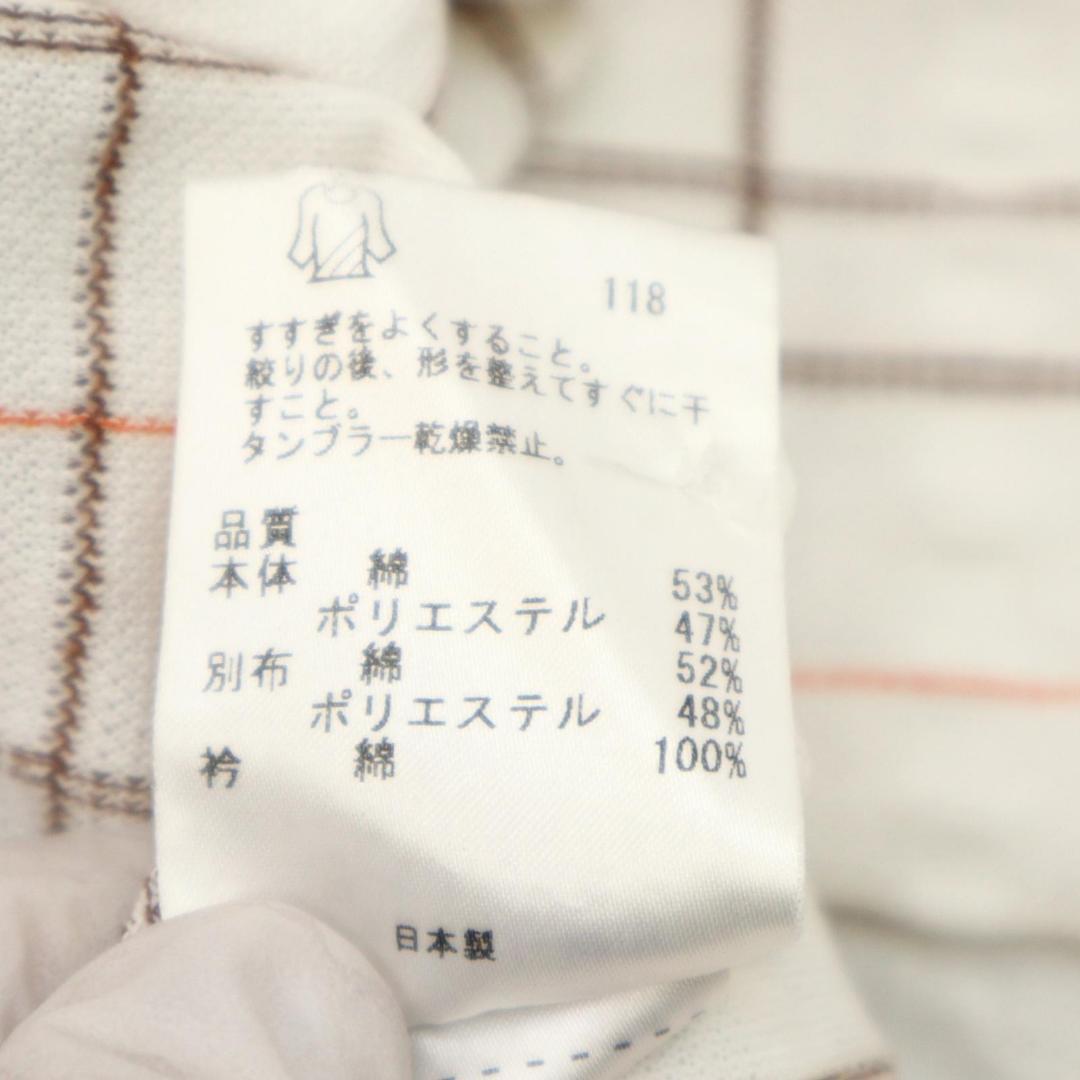 118
すすぎをよくすること。
絞りの後、形を整えてすぐに干
すこと。
タンブラー乾燥禁止。
品質
本体 綿 53%
ポリエステル 47%
別布 綿 52%
ポリエステル 48%
衿 綿 100%
日本製